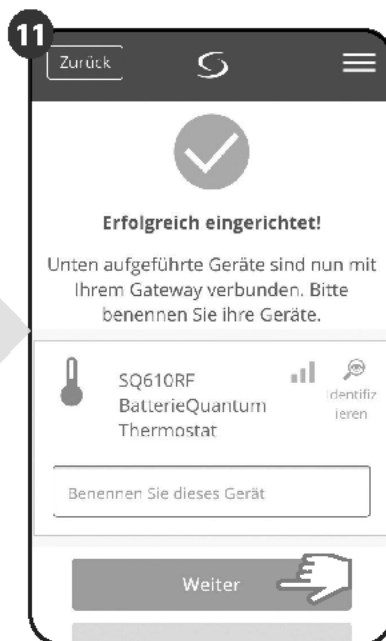 11
Zurück
Erfolgreich eingerichtet!
Unten aufgeführte Geräte sind nun mit
Ihrem Gateway verbunden. Bitte
benennen Sie ihre Geräte.
SQ610RF
BatterieQuantum
Thermostat
Identifiz
ieren
Benennen Sie dieses Gerät
Weiter